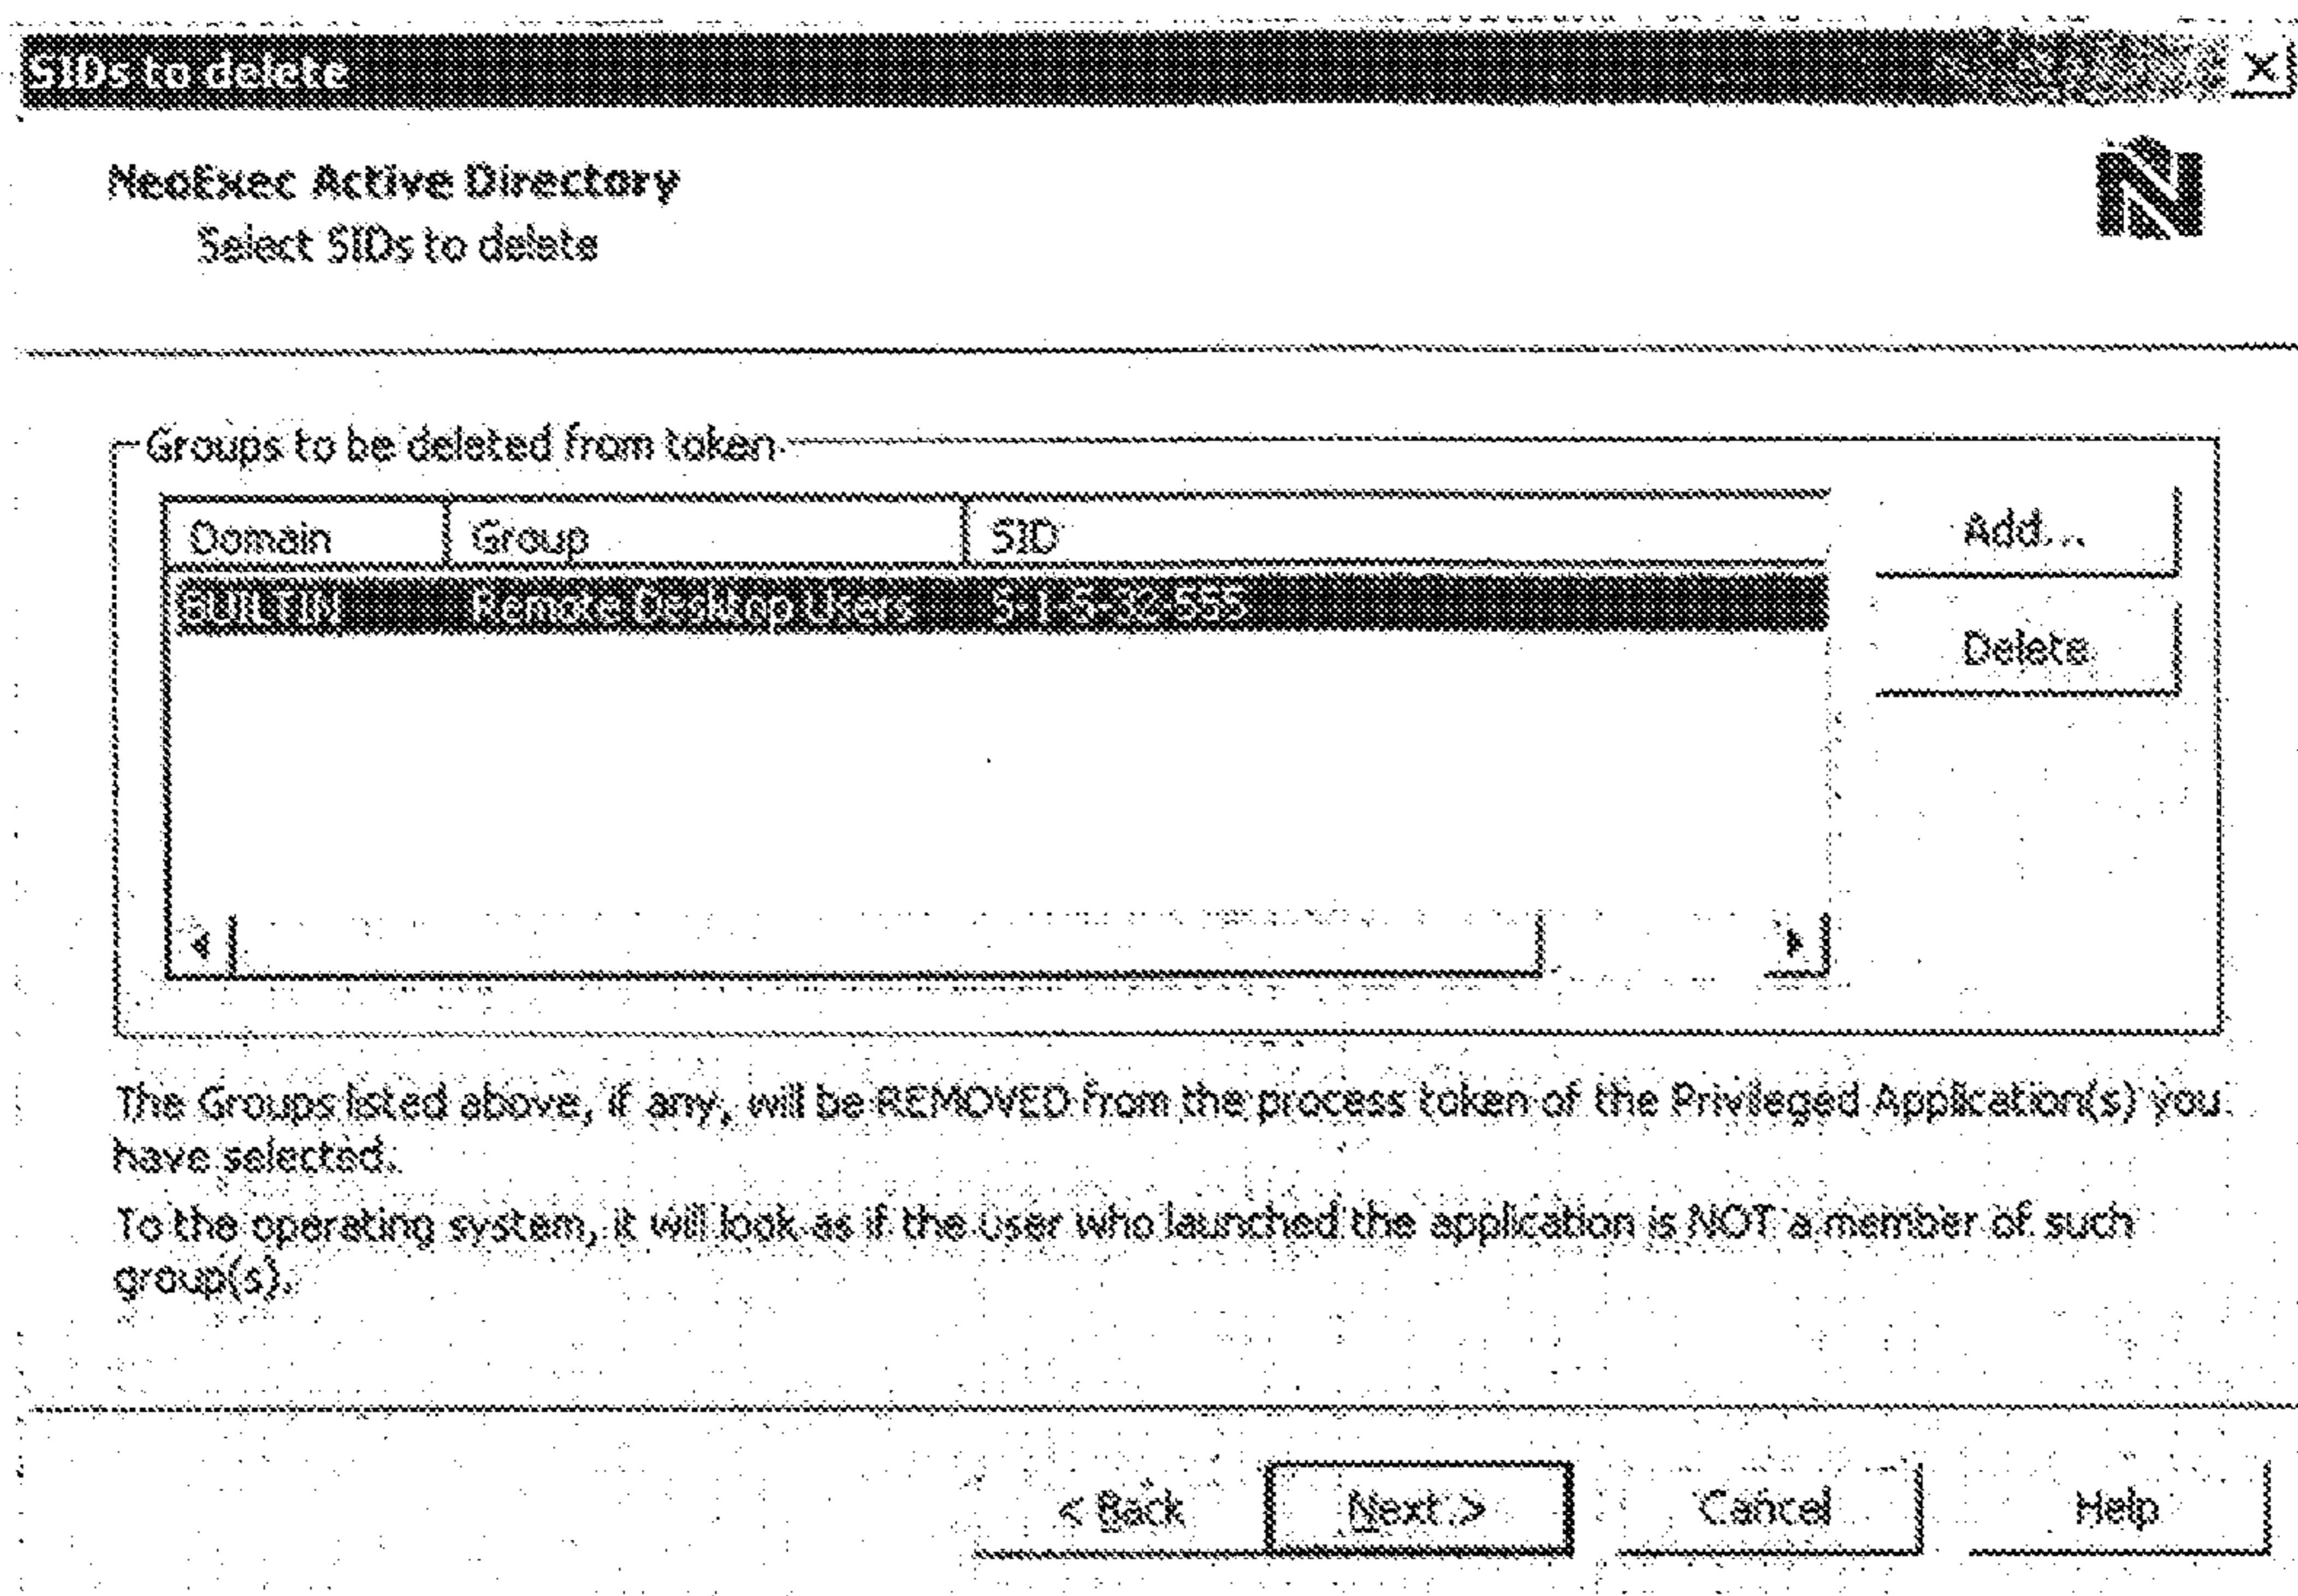 SIDs to delete
NeoExec Active Directory
Select SIDs to delete
Groups to be deleted from token
Domain Group SID
BUILTIN Remote Desktop Users S-1-5-32-555
Add...
Delete
The Groups listed above, if any, will be REMOVED from the process token of the Privileged Application(s) you
have selected.
To the operating system, it will look as if the user who launched the application is NOT a member of such
group(s).
< Back Next > Cancel Help